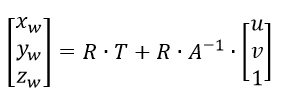 [x_w y_w z_w] = R · T + R · A⁻¹ · [u v 1]